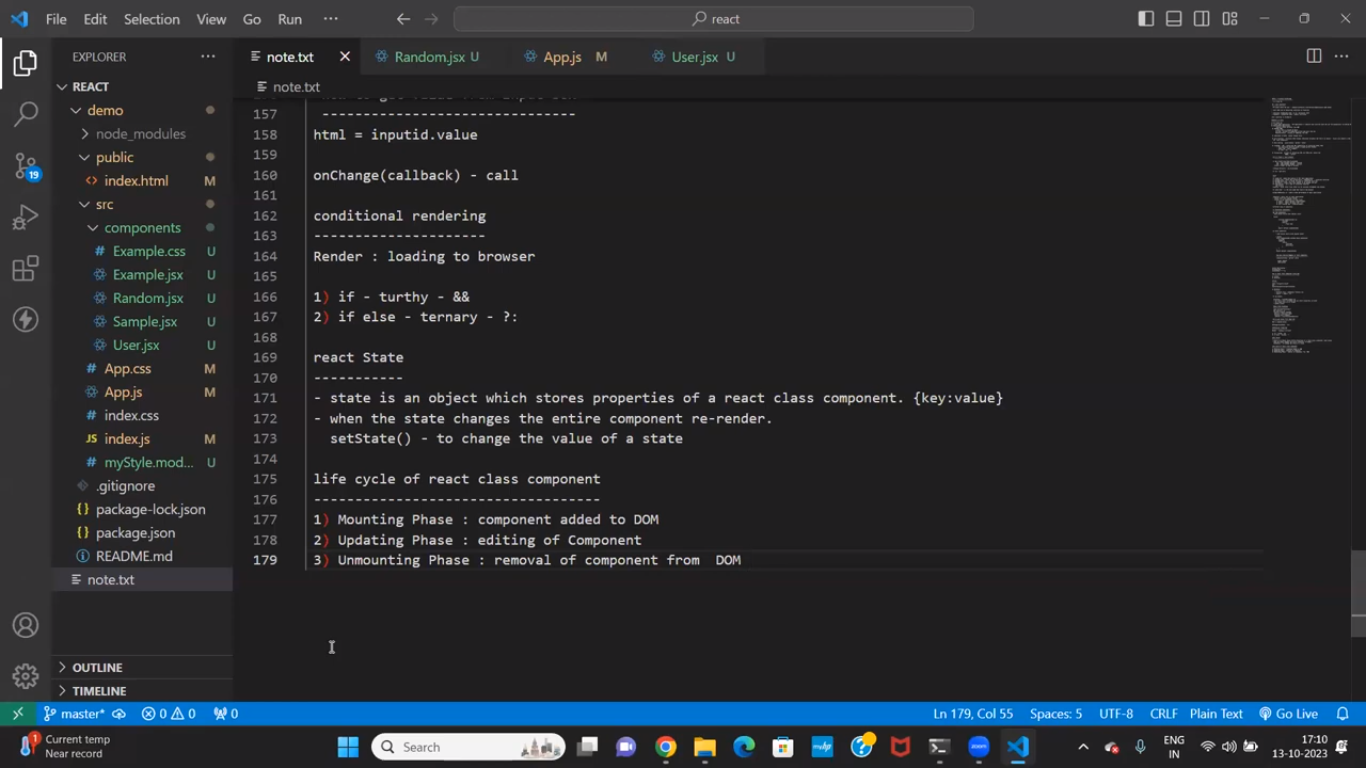 File Edit Selection View Go Run ··· react
EXPLORER ···
note.txt
Random.jsx U
App.js M
User.jsx U
REACT
note.txt
demo
node_modules
public
index.html M
src
components
Example.css U
Example.jsx U
Random.jsx U
Sample.jsx U
User.jsx U
App.css M
App.js M
index.css
index.js M
myStyle.mod... U
.gitignore
package-lock.json
package.json
README.md
note.txt
OUTLINE
TIMELINE
19
157 --------------------------------
158 html = inputid.value
159
160 onChange(callback) - call
161
162 conditional rendering
163 ---------------------
164 Render : loading to browser
165
166 1) if - turthy - &&
167 2) if else - ternary - ?:
168
169 react State
170 -----------
171 - state is an object which stores properties of a react class component. {key:value}
172 - when the state changes the entire component re-render.
173 setState() - to change the value of a state
174
175 life cycle of react class component
176 -----------------------------------
177 1) Mounting Phase : component added to DOM
178 2) Updating Phase : editing of Component
179 3) Unmounting Phase : removal of component from  DOM
master* 0 0 0 Ln 179, Col 55 Spaces: 5 UTF-8 CRLF Plain Text Go Live
1 Current temp
Near record
Search
ENG
IN
17:10
13-10-2023